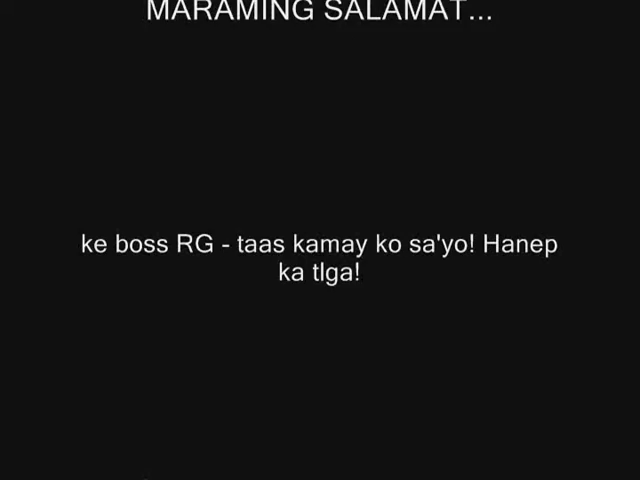 MARAMING SALAMAT...
ke boss RG - taas kamay ko sa'yo! Hanep
ka tlga!